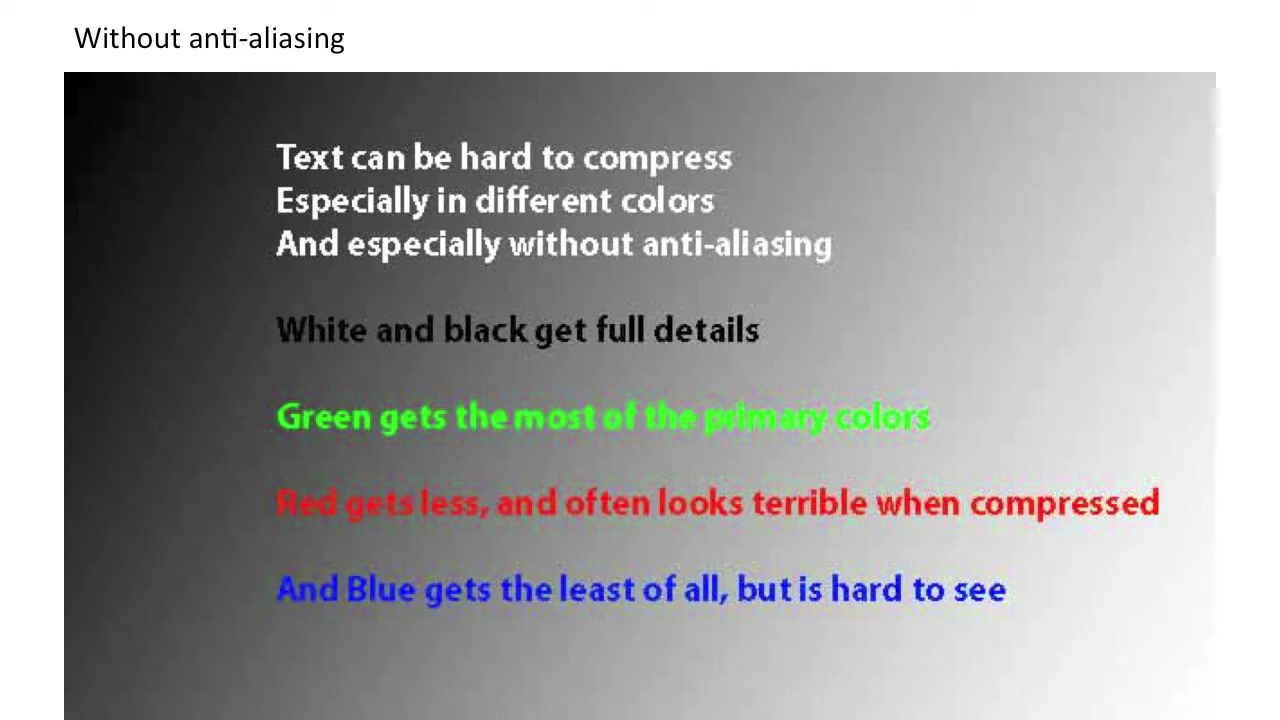 Without anti-aliasing
Text can be hard to compress
Especially in different colors
And especially without anti-aliasing
White and black get full details
Green gets the most of the primary colors
Red gets less, and often looks terrible when compressed
And Blue gets the least of all, but is hard to see